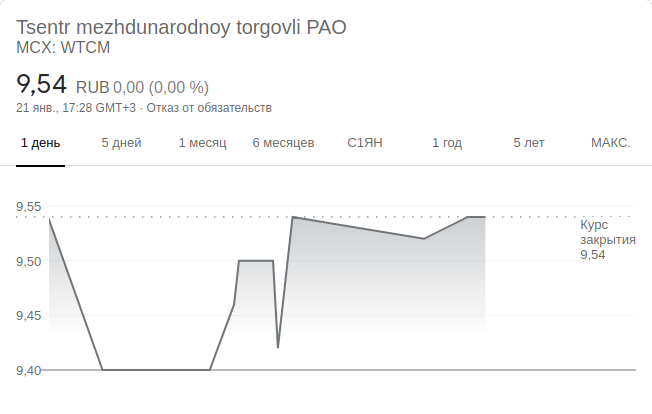 Tsentr mezhdunarodnoy torgovli PAO
MCX: WTCM
9,54 RUB 0,00 (0,00 %)
21 янв., 17:28 GMT+3 · Отказ от обязательств
1 день 5 дней 1 месяц 6 месяцев С1ЯН 1 год 5 лет МАКС.
9,55
Курс
закрытия
9,54
9,50
9,45
9,40